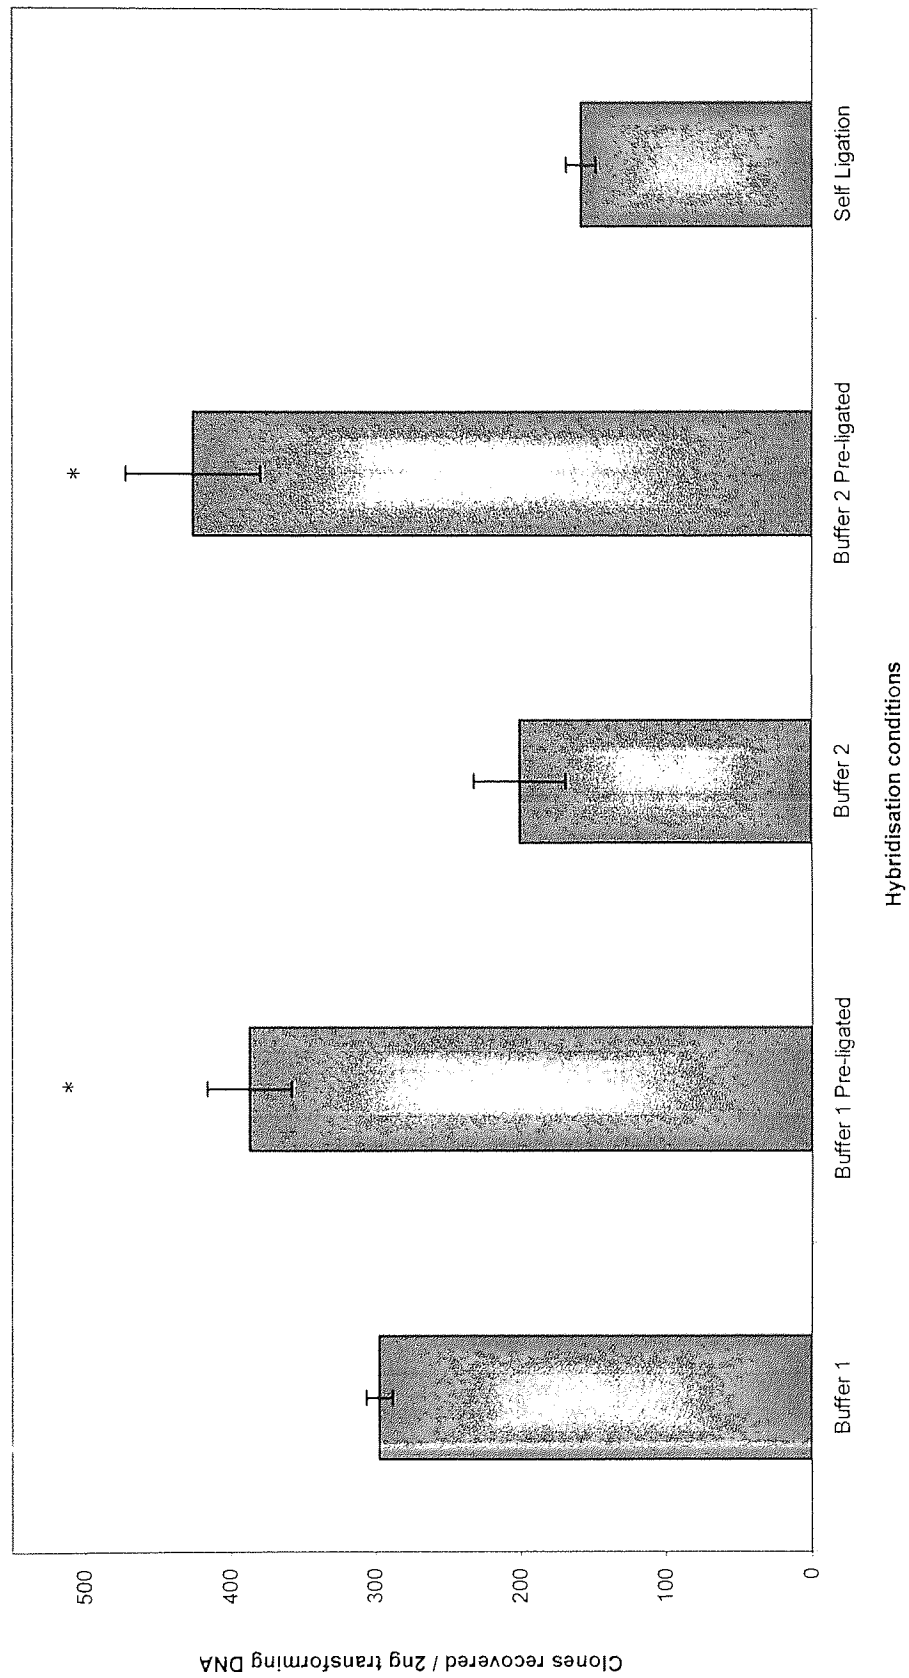 Clones recovered / 2ng transforming DNA
500
400
300
200
100
0
*
*
Buffer 1
Buffer 1 Pre-ligated
Buffer 2
Buffer 2 Pre-ligated
Self Ligation
Hybridisation conditions